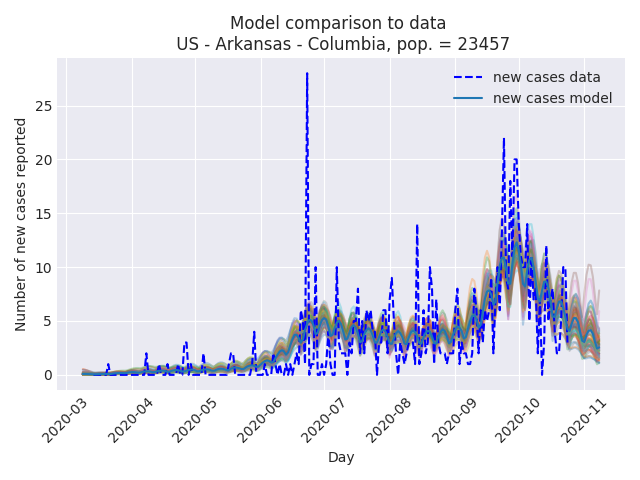 Model comparison to data
US - Arkansas - Columbia, pop. = 23457
new cases data
new cases model
Number of new cases reported
25
20
15
10
5
0
2020-03
2020-04
2020-05
2020-06
2020-07
2020-08
2020-09
2020-10
2020-11
Day